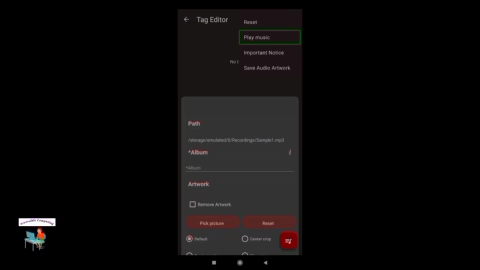 Tag Editor
Reset
Play music
Important Notice
Save Audio Artwork
No t
Path
/storage/emulated/0/Recordings/Sample1.mp3
*Album
i
*Album
Artwork
Remove Artwork
Pick picture
Reset
Default
Center crop